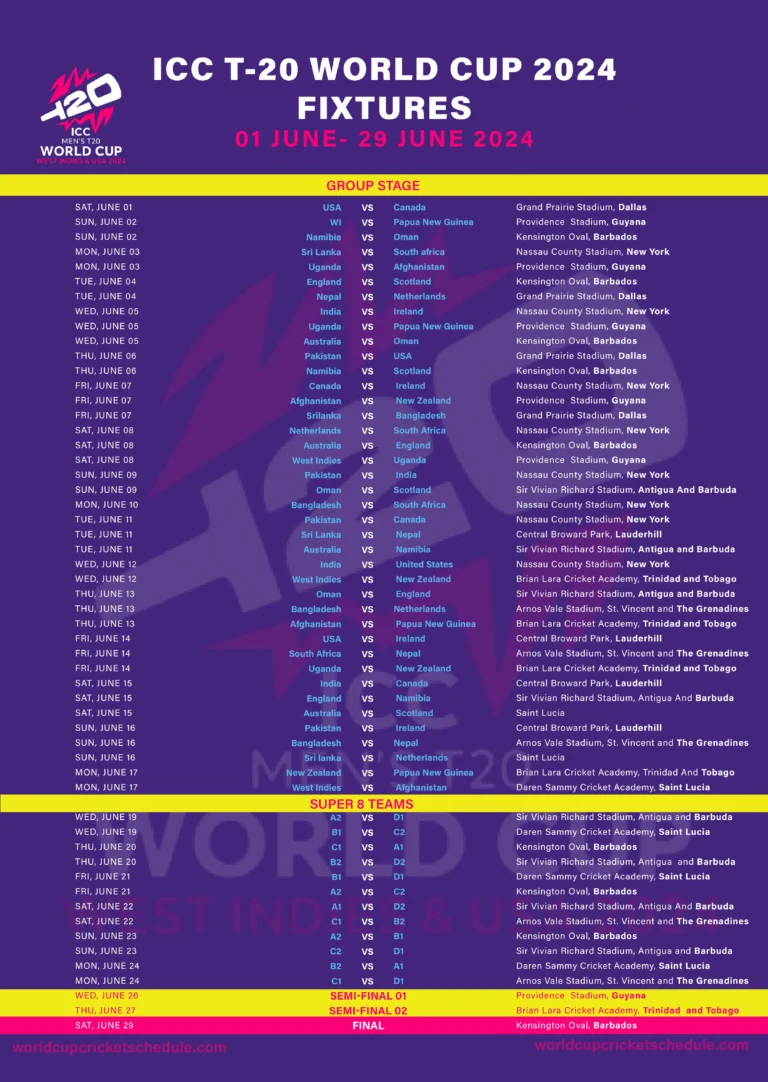 ICC T-20 WORLD CUP 2024
FIXTURES
01 JUNE- 29 JUNE 2024
T20
ICC
MEN'S T20
WORLD CUP
WEST INDIES & USA 2024
GROUP STAGE
SAT, JUNE 01 USA VS Canada Grand Prairie Stadium, Dallas
SUN, JUNE 02 WI VS Papua New Guinea Providence Stadium, Guyana
SUN, JUNE 02 Namibia VS Oman Kensington Oval, Barbados
MON, JUNE 03 Sri Lanka VS South africa Nassau County Stadium, New York
MON, JUNE 03 Uganda VS Afghanistan Providence Stadium, Guyana
TUE, JUNE 04 England VS Scotland Kensington Oval, Barbados
TUE, JUNE 04 Nepal VS Netherlands Grand Prairie Stadium, Dallas
WED, JUNE 05 India VS Ireland Nassau County Stadium, New York
WED, JUNE 05 Uganda VS Papua New Guinea Providence Stadium, Guyana
WED, JUNE 05 Australia VS Oman Kensington Oval, Barbados
THU, JUNE 06 Pakistan VS USA Grand Prairie Stadium, Dallas
THU, JUNE 06 Namibia VS Scotland Kensington Oval, Barbados
FRI, JUNE 07 Canada VS Ireland Nassau County Stadium, New York
FRI, JUNE 07 Afghanistan VS New Zealand Providence Stadium, Guyana
FRI, JUNE 07 Srilanka VS Bangladesh Grand Prairie Stadium, Dallas
SAT, JUNE 08 Netherlands VS South Africa Nassau County Stadium, New York
SAT, JUNE 08 Australia VS England Kensington Oval, Barbados
SAT, JUNE 08 West Indies VS Uganda Providence Stadium, Guyana
SUN, JUNE 09 Pakistan VS India Nassau County Stadium, New York
SUN, JUNE 09 Oman VS Scotland Sir Vivian Richard Stadium, Antigua And Barbuda
MON, JUNE 10 Bangladesh VS South Africa Nassau County Stadium, New York
TUE, JUNE 11 Pakistan VS Canada Nassau County Stadium, New York
TUE, JUNE 11 Sri Lanka VS Nepal Central Broward Park, Lauderhill
TUE, JUNE 11 Australia VS Namibia Sir Vivian Richard Stadium, Antigua and Barbuda
WED, JUNE 12 India VS United States Nassau County Stadium, New York
WED, JUNE 12 West Indies VS New Zealand Brian Lara Cricket Academy, Trinidad and Tobago
THU, JUNE 13 Oman VS England Sir Vivian Richard Stadium, Antigua and Barbuda
THU, JUNE 13 Bangladesh VS Netherlands Arnos Vale Stadium, St. Vincent and The Grenadines
THU, JUNE 13 Afghanistan VS Papua New Guinea Brian Lara Cricket Academy, Trinidad and Tobago
FRI, JUNE 14 USA VS Ireland Central Broward Park, Lauderhill
FRI, JUNE 14 South Africa VS Nepal Arnos Vale Stadium, St. Vincent and The Grenadines
FRI, JUNE 14 Uganda VS New Zealand Brian Lara Cricket Academy, Trinidad and Tobago
SAT, JUNE 15 India VS Canada Central Broward Park, Lauderhill
SAT, JUNE 15 England VS Namibia Sir Vivian Richard Stadium, Antigua And Barbuda
SAT, JUNE 15 Australia VS Scotland Saint Lucia
SUN, JUNE 16 Pakistan VS Ireland Central Broward Park, Lauderhill
SUN, JUNE 16 Bangladesh VS Nepal Arnos Vale Stadium, St. Vincent and The Grenadines
SUN, JUNE 16 Sri lanka VS Netherlands Saint Lucia
MON, JUNE 17 New Zealand VS Papua New Guinea Brian Lara Cricket Academy, Trinidad And Tobago
MON, JUNE 17 West Indies VS Afghanistan Daren Sammy Cricket Academy, Saint Lucia
SUPER 8 TEAMS
WED, JUNE 19 A2 VS D1 Sir Vivian Richard Stadium, Antigua and Barbuda
WED, JUNE 19 B1 VS C2 Daren Sammy Cricket Academy, Saint Lucia
THU, JUNE 20 C1 VS A1 Kensington Oval, Barbados
THU, JUNE 20 B2 VS D2 Sir Vivian Richard Stadium, Antigua and Barbuda
FRI, JUNE 21 B1 VS D1 Daren Sammy Cricket Academy, Saint Lucia
FRI, JUNE 21 A2 VS C2 Kensington Oval, Barbados
SAT, JUNE 22 A1 VS D2 Sir Vivian Richard Stadium, Antigua And Barbuda
SAT, JUNE 22 C1 VS B2 Arnos Vale Stadium, St. Vincent and The Grenadines
SUN, JUNE 23 A2 VS B1 Kensington Oval, Barbados
SUN, JUNE 23 C2 VS D1 Sir Vivian Richard Stadium, Antigua and Barbuda
MON, JUNE 24 B2 VS A1 Daren Sammy Cricket Academy, Saint Lucia
MON, JUNE 24 C1 VS D1 Arnos Vale Stadium, St. Vincent and The Grenadines
WED, JUNE 26 SEMI-FINAL 01 Providence Stadium, Guyana
THU, JUNE 27 SEMI-FINAL 02 Brian Lara Cricket Academy, Trinidad and Tobago
SAT, JUNE 29 FINAL Kensington Oval, Barbados
worldcupcricketschedule.com worldcupcricketschedule.com
T20
ICC
MEN'S T20
WORLD CUP
WEST INDIES & USA 2024